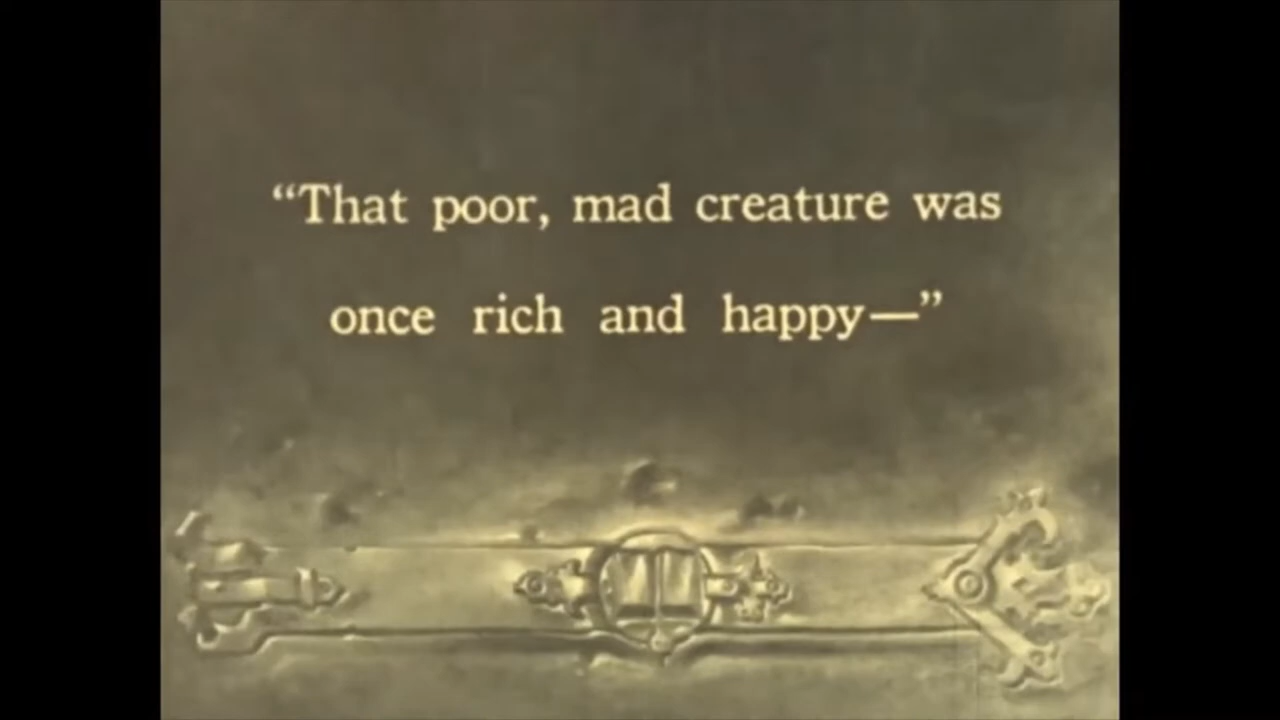 “That poor, mad creature was
once rich and happy—”